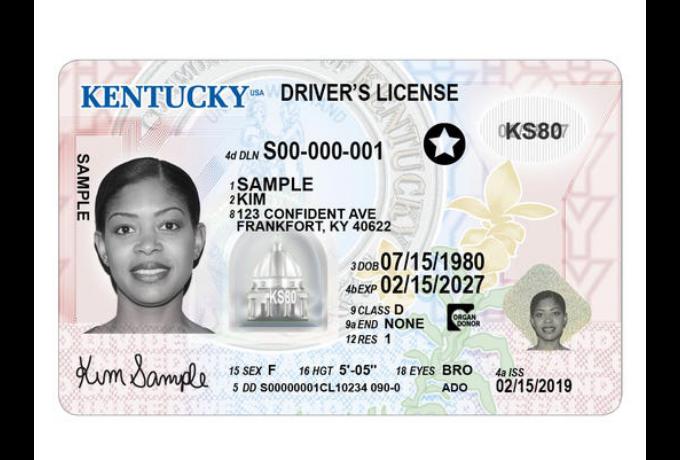 KENTUCKY USA DRIVER'S LICENSE
KS80
4d DLN S00-000-001
SAMPLE
1 SAMPLE
2 KIM
8 123 CONFIDENT AVE
FRANKFORT, KY 40622
3 DOB 07/15/1980
4b EXP 02/15/2027
KS80
9 CLASS D
9a END NONE
12 RES 1
ORGAN
DONOR
Kim Sample
15 SEX F 16 HGT 5'-05" 18 EYES BRO
5 DD S00000001CL10234 090-0 ADO
4a ISS
02/15/2019